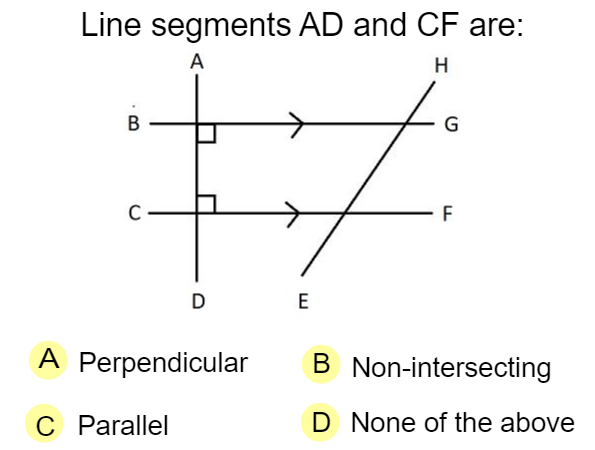 Line segments AD and CF are:
A
H
B
G
C
F
D
E
A Perpendicular
B Non-intersecting
C Parallel
D None of the above